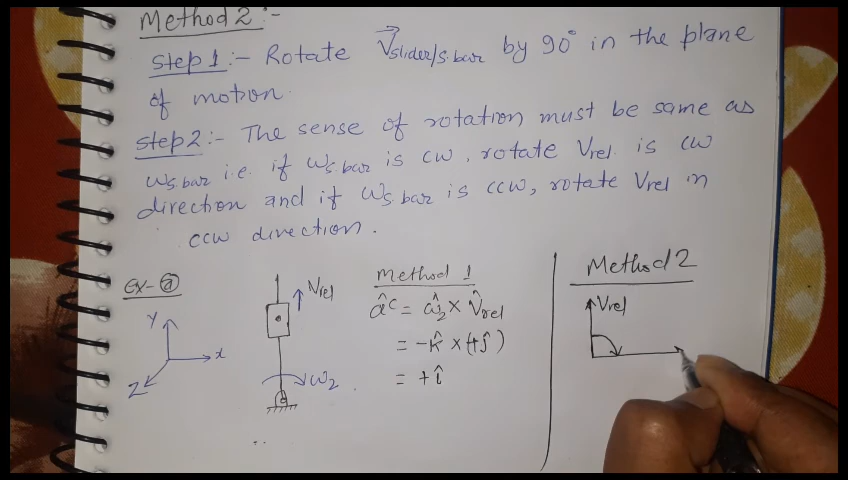 Method 2 :-
Step 1 :- Rotate V⃗slider/s.bar by 90° in the plane
of motion.
Step 2 :- The sense of rotation must be same as
ωs.bar i.e. if ωs.bar is cw, rotate Vrel is cw
direction and if ωs.bar is ccw, rotate Vrel in
ccw direction.
Ex-ⓐ
Y
x
Z
Vrel
ω2
Method 1
âᶜ = ω̂2 × V̂rel
= -k̂ × (+ĵ)
= +î
Method 2
Vrel